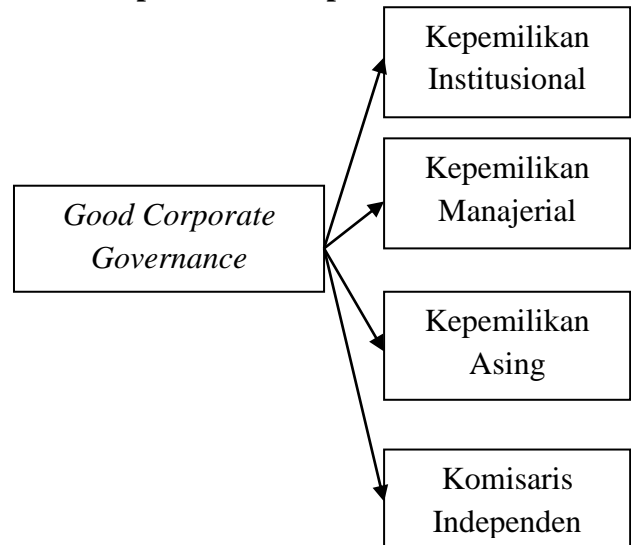 Good Corporate
Governance
Kepemilikan
Institusional
Kepemilikan
Manajerial
Kepemilikan
Asing
Komisaris
Independen